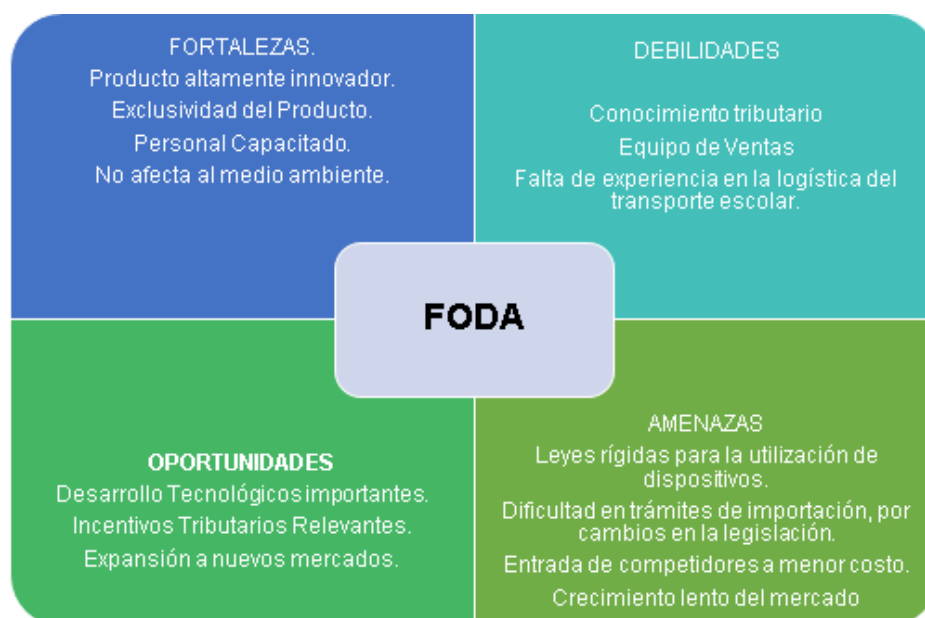 FORTALEZAS.
Producto altamente innovador.
Exclusividad del Producto.
Personal Capacitado.
No afecta al medio ambiente.
DEBILIDADES
Conocimiento tributario
Equipo de Ventas
Falta de experiencia en la logística del
transporte escolar.
FODA
OPORTUNIDADES
Desarrollo Tecnológicos importantes.
Incentivos Tributarios Relevantes.
Expansión a nuevos mercados.
AMENAZAS
Leyes rígidas para la utilización de
dispositivos.
Dificultad en trámites de importación, por
cambios en la legislación.
Entrada de competidores a menor costo.
Crecimiento lento del mercado